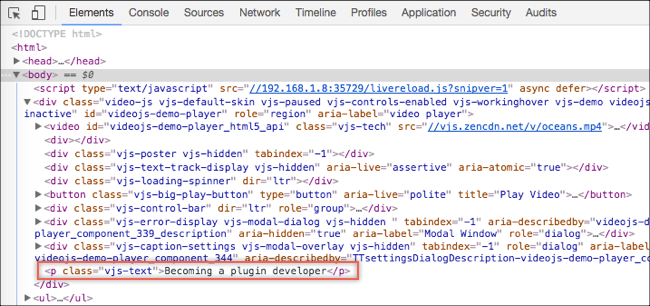 Elements Console Sources Network Timeline Profiles Application Security Audits
<!DOCTYPE html>
<html>
<head>…</head>
<body> == $0
<script type="text/javascript" src="//192.168.1.8:35729/livereload.js?snipver=1" async defer></script>
<div class="video-js vjs-default-skin vjs-paused vjs-controls-enabled vjs-workinghover vjs-demo videojs
inactive" id="videojs-demo-player" role="region" aria-label="video player">
<video id="videojs-demo-player_html5_api" class="vjs-tech" src="//vjs.zencdn.net/v/oceans.mp4">…</vid
<div></div>
<div class="vjs-poster vjs-hidden" tabindex="-1"></div>
<div class="vjs-text-track-display vjs-hidden" aria-live="assertive" aria-atomic="true"></div>
<div class="vjs-loading-spinner" dir="ltr"></div>
<button class="vjs-big-play-button" type="button" aria-live="polite" title="Play Video">…</button>
<div class="vjs-control-bar" dir="ltr" role="group">…</div>
<div class="vjs-error-display vjs-modal-dialog vjs-hidden " tabindex="-1" aria-describedby="videojs-d
player_component_339_description" aria-hidden="true" aria-label="Modal Window" role="dialog">…</div>
<div class="vjs-caption-settings vjs-modal-overlay vjs-hidden" tabindex="-1" role="dialog" aria-label
videojs-demo-player_component_344" aria-describedby="TTsettingsDialogDescription-videojs-demo-player_co
<p class="vjs-text">Becoming a plugin developer</p>
</div>
<ul>…</ul>